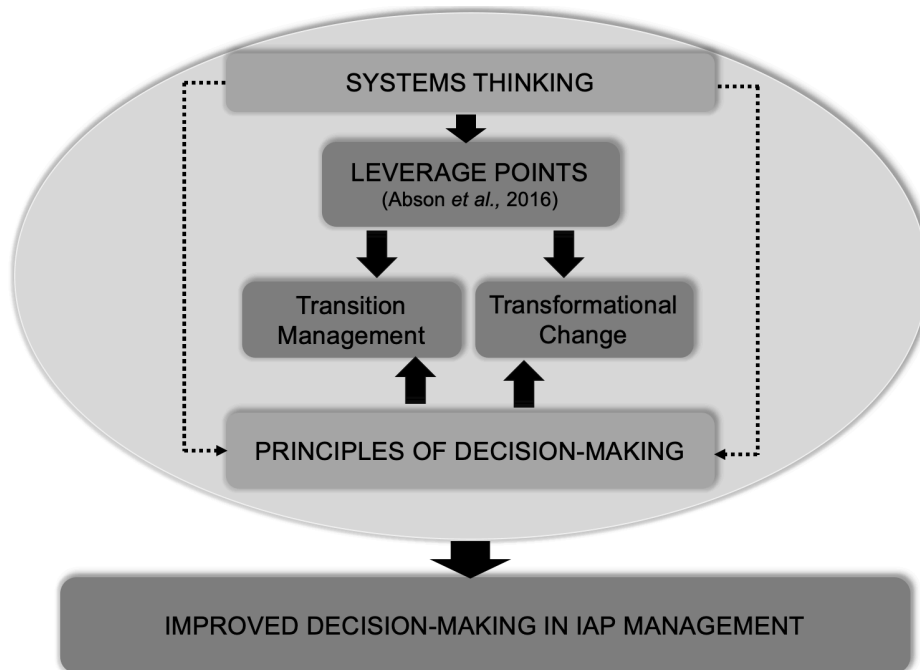 SYSTEMS THINKING
LEVERAGE POINTS
(Abson et al., 2016)
Transition
Management
Transformational
Change
PRINCIPLES OF DECISION-MAKING
IMPROVED DECISION-MAKING IN IAP MANAGEMENT